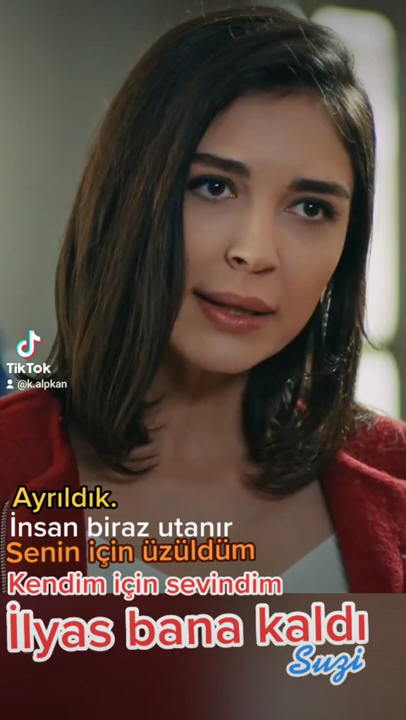 TikTok
@k.alpkan
Ayrıldık.
İnsan biraz utanır
Senin için üzüldüm
Kendim için sevindim
İlyas bana kaldı
Suzi